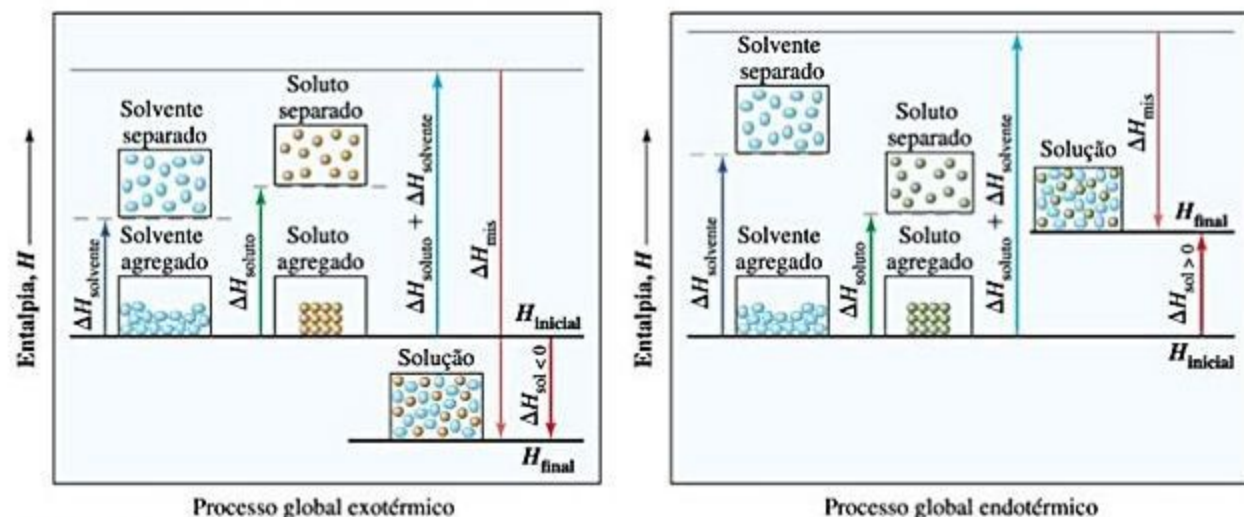 Entalpia, H
Solvente
separado
Soluto
separado
Solvente
agregado
Soluto
agregado
ΔHsolvente
ΔHsoluto
ΔHsoluto + ΔHsolvente
ΔHmis
Hinicial
Solução
ΔHsol < 0
Hfinal
Processo global exotérmico
Entalpia, H
Solvente
separado
Soluto
separado
Solução
Solvente
agregado
Soluto
agregado
ΔHsolvente
ΔHsoluto
ΔHsoluto + ΔHsolvente
ΔHmis
Hfinal
ΔHsol > 0
Hinicial
Processo global endotérmico